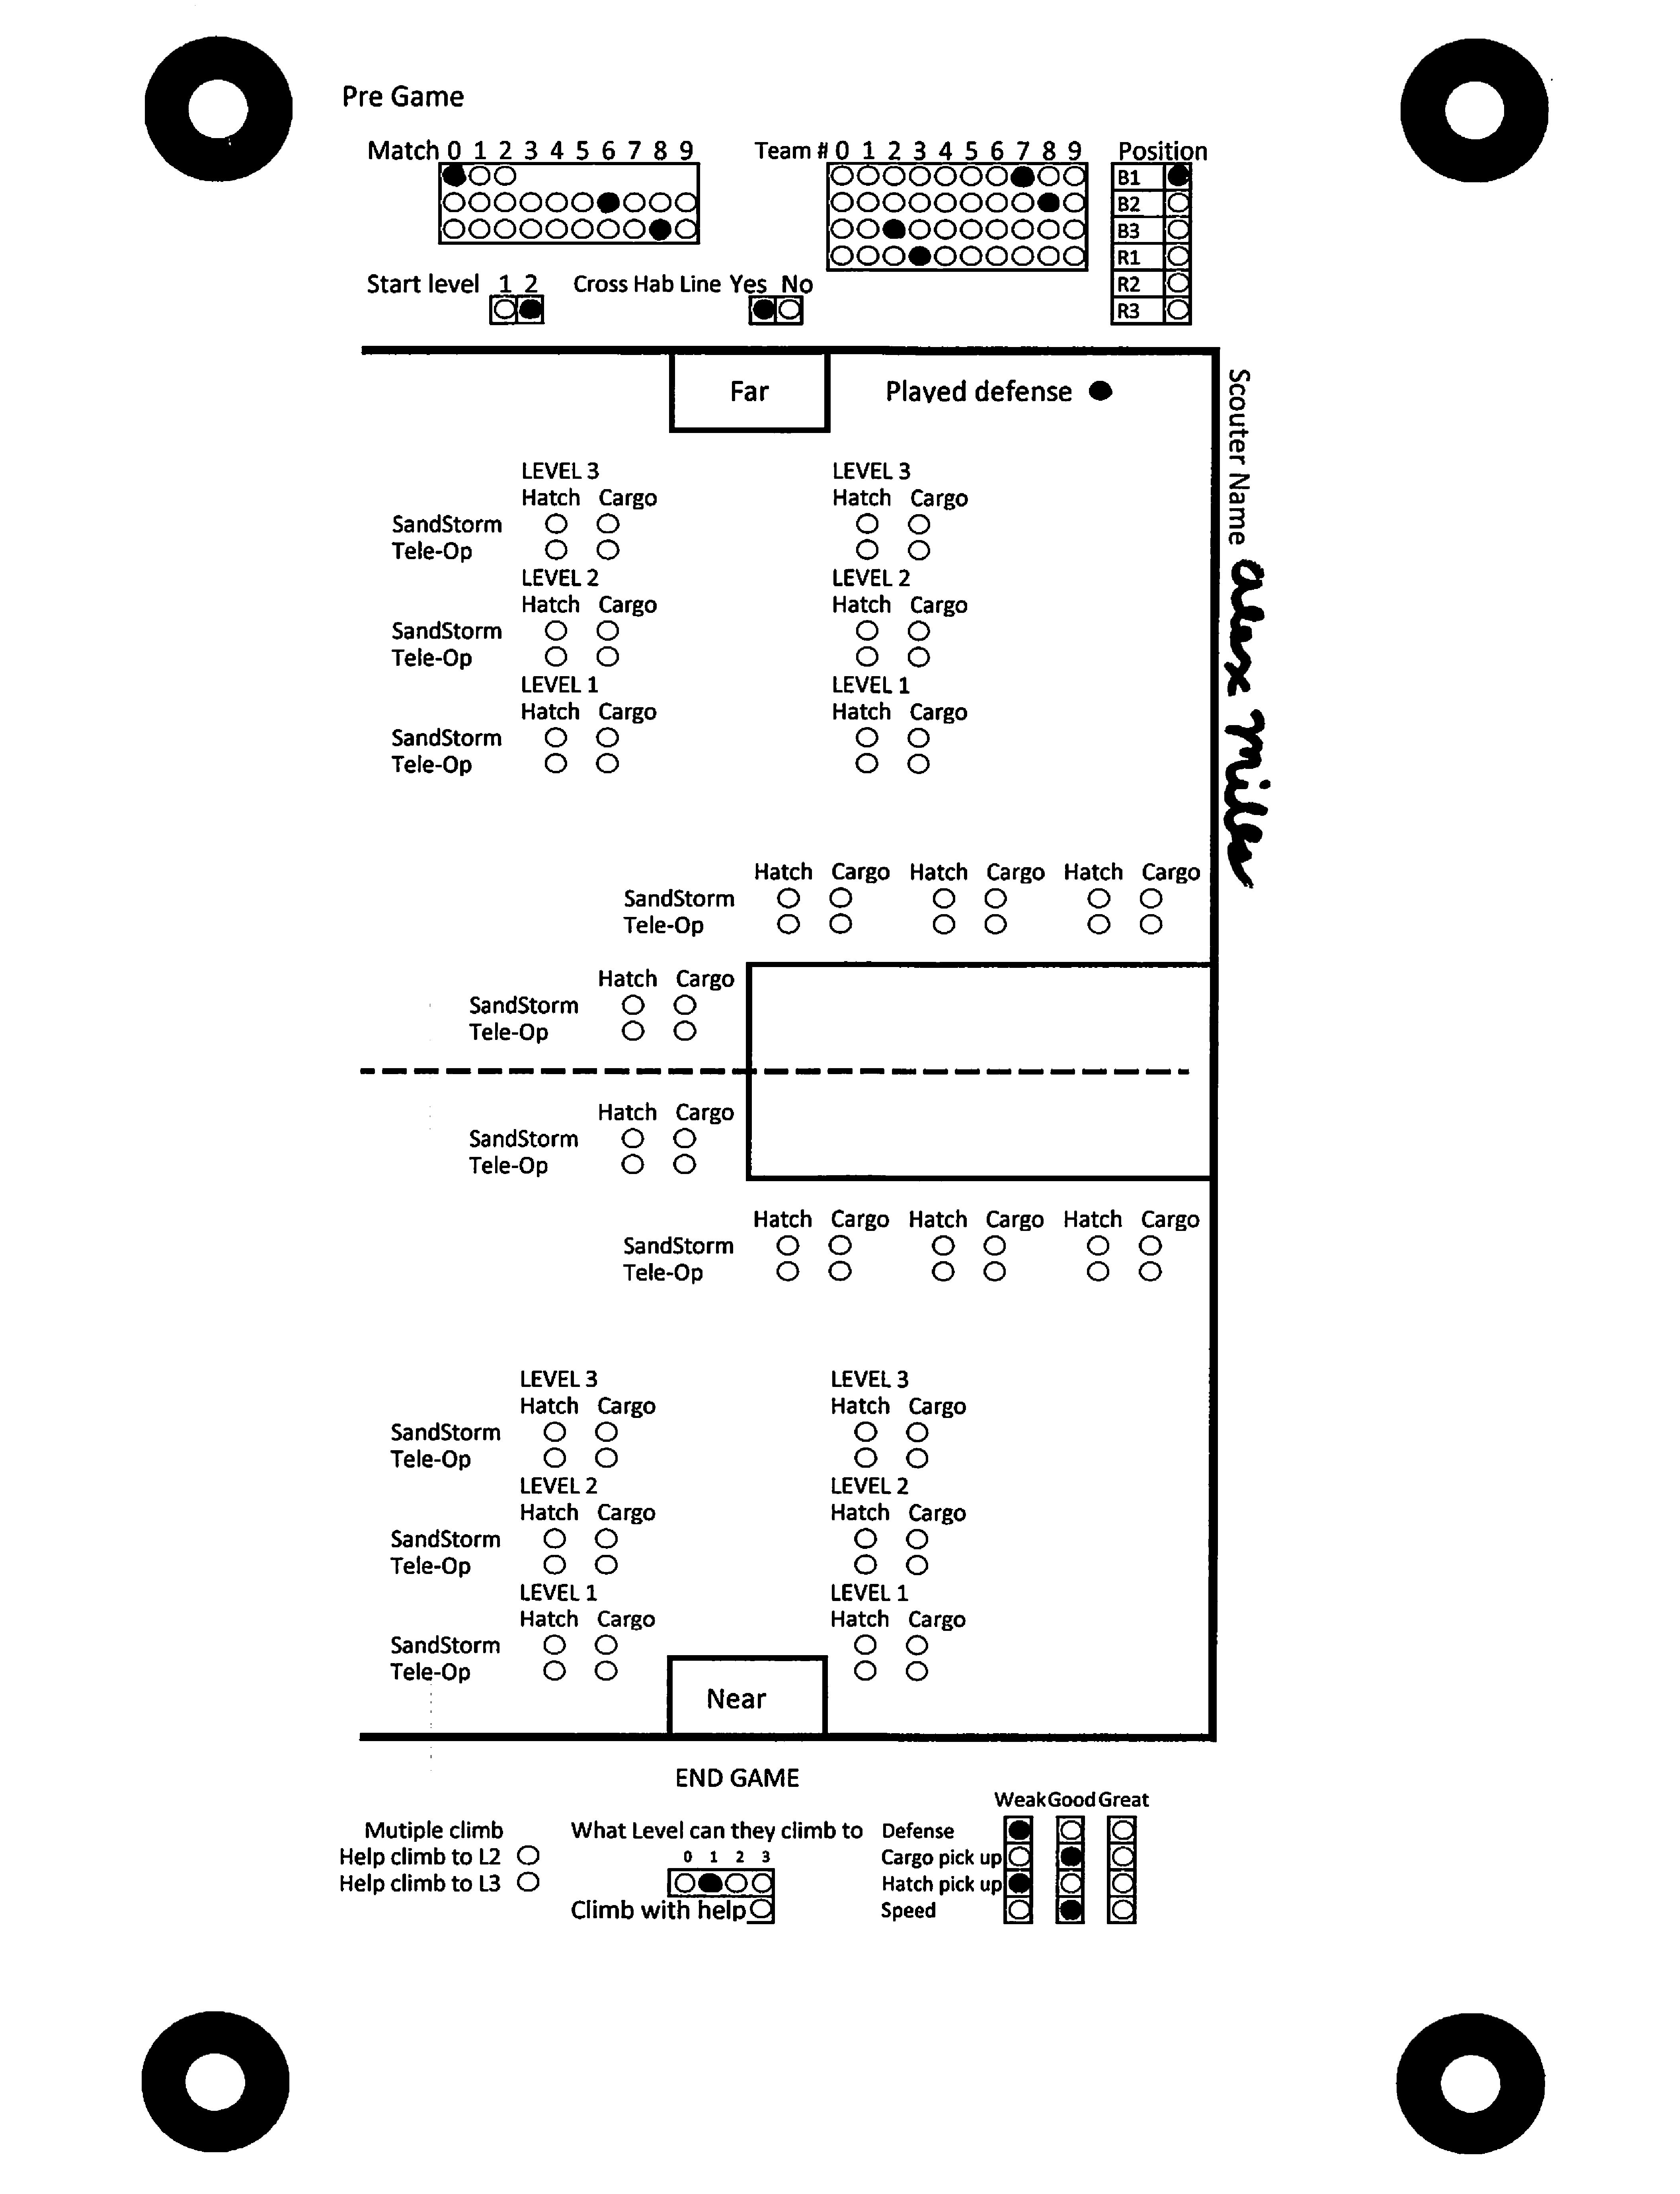 Pre Game
Match 0 1 2 3 4 5 6 7 8 9
Team # 0 1 2 3 4 5 6 7 8 9
Position
B1
B2
B3
R1
R2
R3
Start level 1 2
Cross Hab Line Yes No
Far
Played defense
Scouter Name Alex Miller
LEVEL 3 LEVEL 3
Hatch Cargo Hatch Cargo
SandStorm
Tele-Op
LEVEL 2 LEVEL 2
Hatch Cargo Hatch Cargo
SandStorm
Tele-Op
LEVEL 1 LEVEL 1
Hatch Cargo Hatch Cargo
SandStorm
Tele-Op
Hatch Cargo Hatch Cargo Hatch Cargo
SandStorm
Tele-Op
Hatch Cargo
SandStorm
Tele-Op
Hatch Cargo
SandStorm
Tele-Op
Hatch Cargo Hatch Cargo Hatch Cargo
SandStorm
Tele-Op
LEVEL 3 LEVEL 3
Hatch Cargo Hatch Cargo
SandStorm
Tele-Op
LEVEL 2 LEVEL 2
Hatch Cargo Hatch Cargo
SandStorm
Tele-Op
LEVEL 1 LEVEL 1
Hatch Cargo Hatch Cargo
SandStorm
Tele-Op
Near
END GAME
Mutiple climb
Help climb to L2
Help climb to L3
What Level can they climb to
0 1 2 3
Climb with help
Weak Good Great
Defense
Cargo pick up
Hatch pick up
Speed